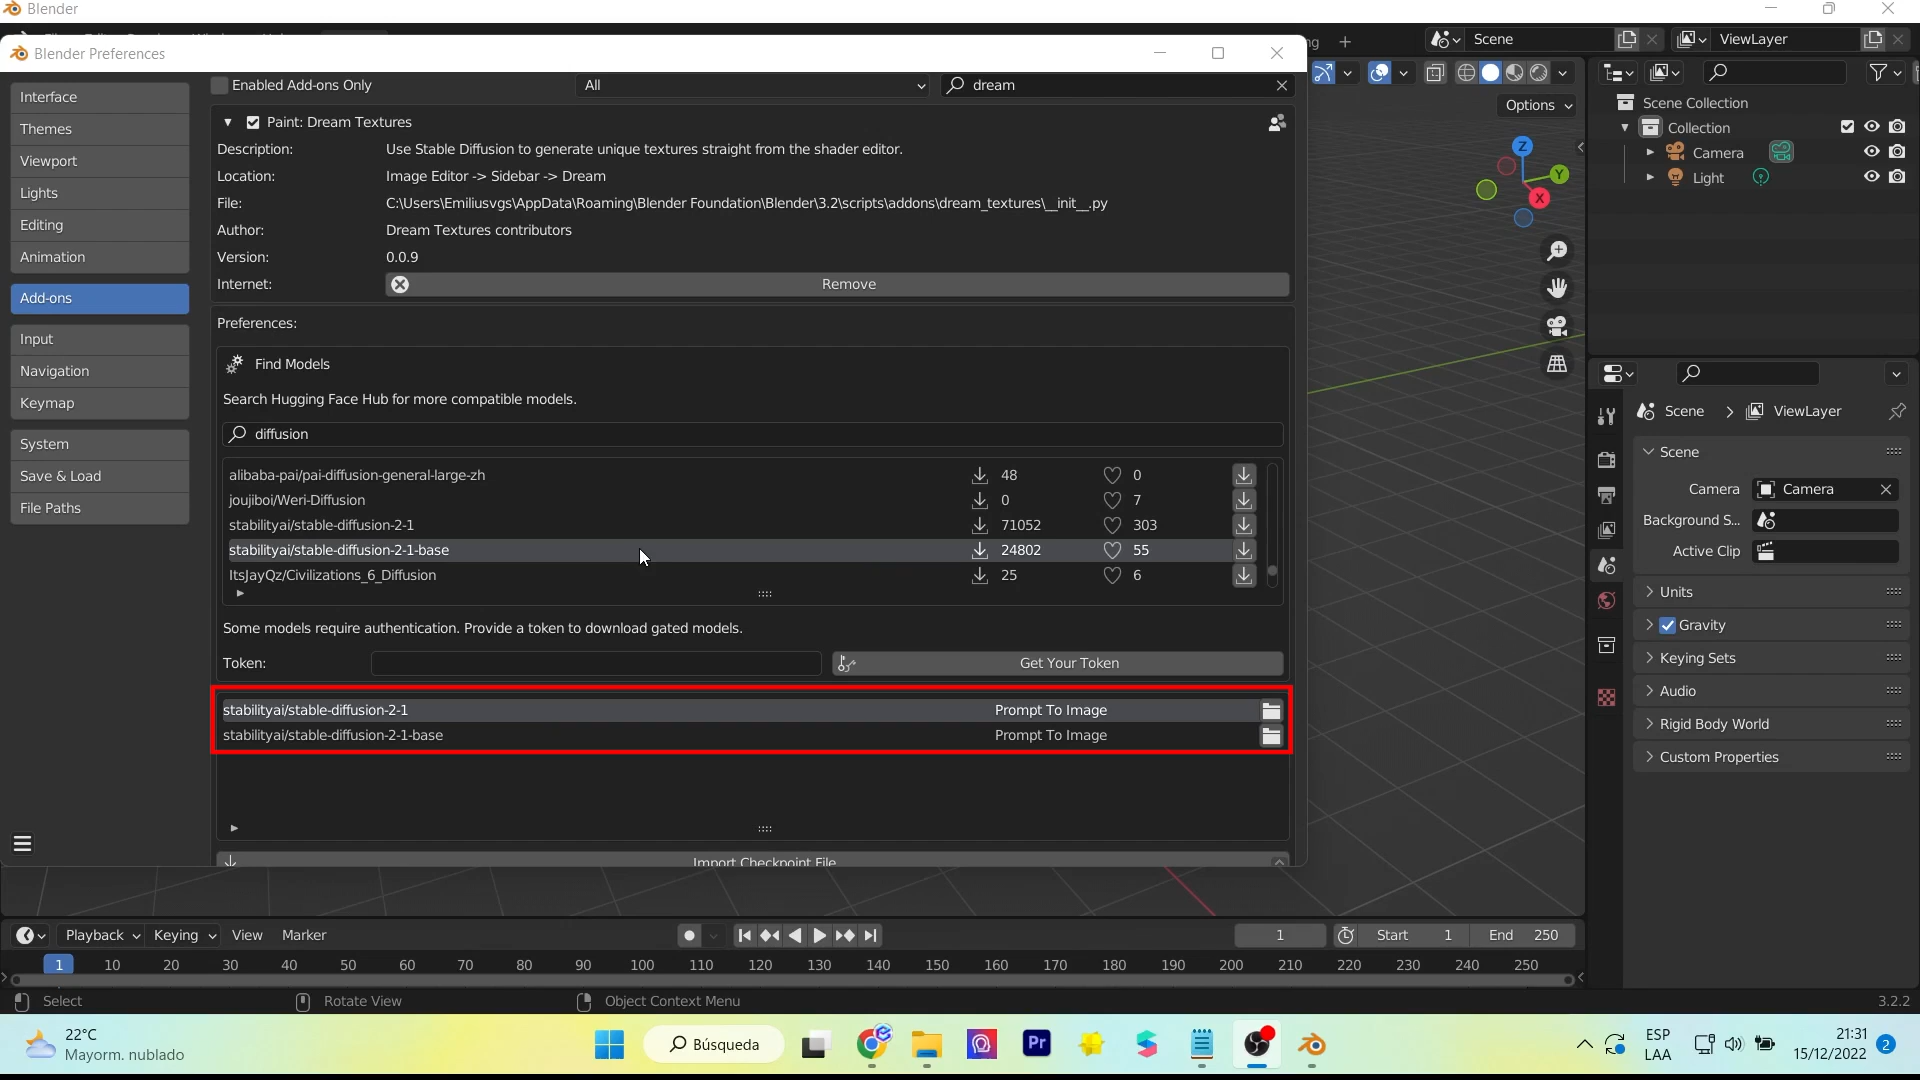 Blender
Blender Preferences
Scene
ViewLayer
Interface
Themes
Viewport
Lights
Editing
Animation
Add-ons
Input
Navigation
Keymap
System
Save & Load
File Paths
Enabled Add-ons Only
All
dream
Paint: Dream Textures
Description: Use Stable Diffusion to generate unique textures straight from the shader editor.
Location: Image Editor -> Sidebar -> Dream
File: C:\Users\Emiliusvgs\AppData\Roaming\Blender Foundation\Blender\3.2\scripts\addons\dream_textures\__init__.py
Author: Dream Textures contributors
Version: 0.0.9
Internet: Remove
Preferences:
Find Models
Search Hugging Face Hub for more compatible models.
diffusion
alibaba-pai/pai-diffusion-general-large-zh 48 0
joujiboi/Weri-Diffusion 0 7
stabilityai/stable-diffusion-2-1 71052 303
stabilityai/stable-diffusion-2-1-base 24802 55
ItsJayQz/Civilizations_6_Diffusion 25 6
Some models require authentication. Provide a token to download gated models.
Token: Get Your Token
stabilityai/stable-diffusion-2-1 Prompt To Image
stabilityai/stable-diffusion-2-1-base Prompt To Image
Import Checkpoint File
Options
Z
Y
X
Scene Collection
Collection
Camera
Light
Scene > ViewLayer
Scene
Camera Camera
Background S...
Active Clip
Units
Gravity
Keying Sets
Audio
Rigid Body World
Custom Properties
Playback Keying View Marker
1 Start 1 End 250
1 10 20 30 40 50 60 70 80 90 100 110 120 130 140 150 160 170 180 190 200 210 220 230 240 250
Select Rotate View Object Context Menu 3.2.2
22°C
Mayorm. nublado
Búsqueda
Pr
ESP
LAA
21:31
15/12/2022
2